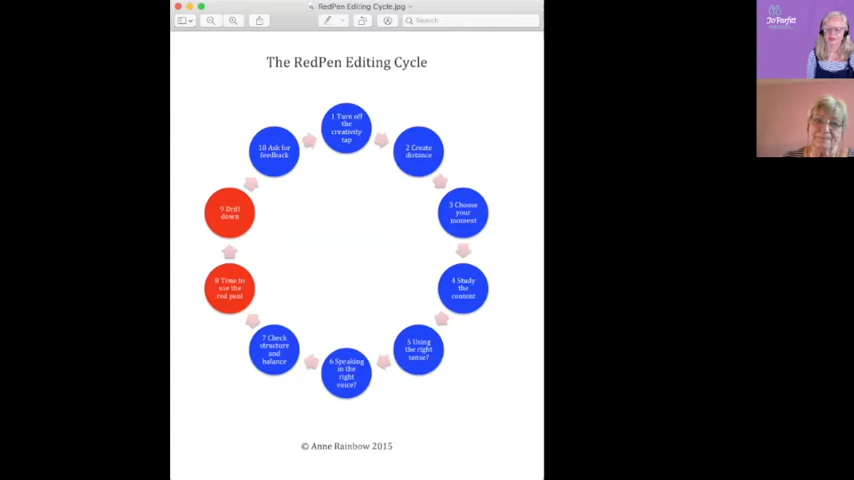 RedPen Editing Cycle.jpg
Search
The RedPen Editing Cycle
1 Turn off
the
creativity
tap
2 Create
distance
3 Choose
your
moment
4 Study
the
content
5 Using
the right
tense?
6 Speaking
in the
right
voice?
7 Check
structure
and
balance
8 Time to
use the
red pen!
9 Drill
down
10 Ask for
feedback
© Anne Rainbow 2015
Jo Parfitt